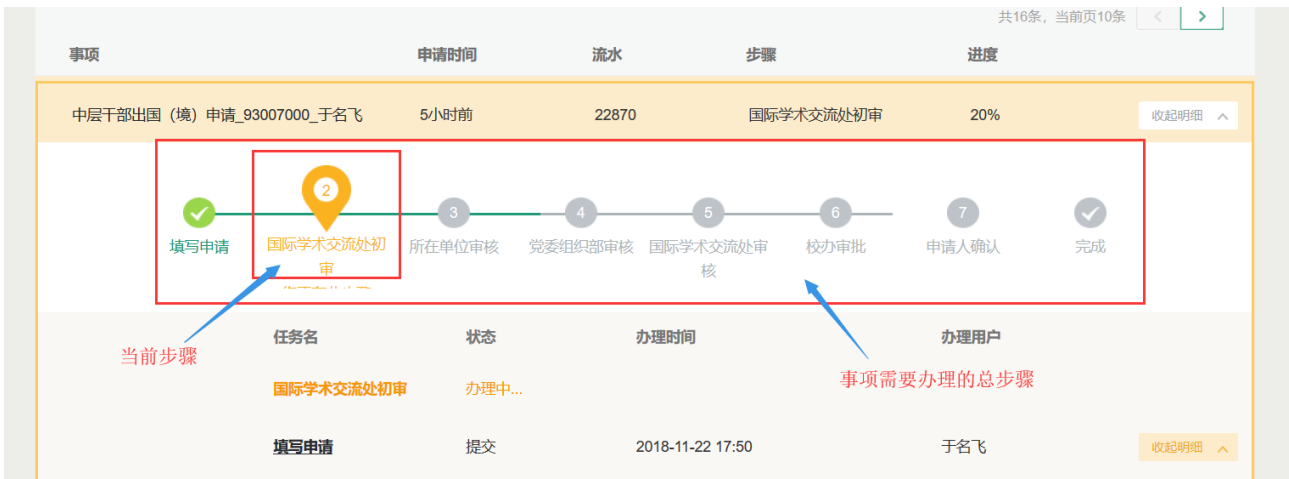 共16条，当前页10条
事项 申请时间 流水 步骤 进度
中层干部出国（境）申请_93007000_于名飞 5小时前 22870 国际学术交流处初审 20% 收起明细
2 3 4 5 6 7
填写申请 国际学术交流处初 所在单位审核 党委组织部审核 国际学术交流处审 校办审批 申请人确认 完成
审 核
任务名 状态 办理时间 办理用户
当前步骤
事项需要办理的总步骤
国际学术交流处初审 办理中...
填写申请 提交 2018-11-22 17:50 于名飞 收起明细